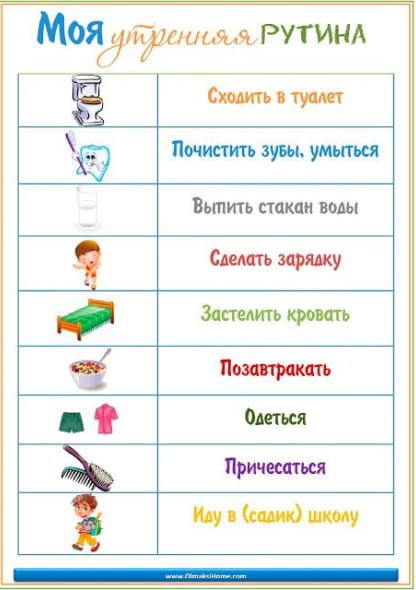 Моя утренняя РУТИНА
Сходить в туалет
Почистить зубы, умыться
Выпить стакан воды
Сделать зарядку
Застелить кровать
Позавтракать
Одеться
Причесаться
Иду в (садик) школу
www.OlmaksiHome.com